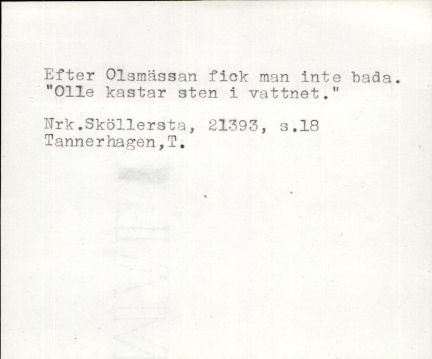 Efter Olsmässan fick man inte bada.
"Olle kastar sten i vattnet."
Nrk.Sköllersta, 21393, s.18
Tannerhagen,T.